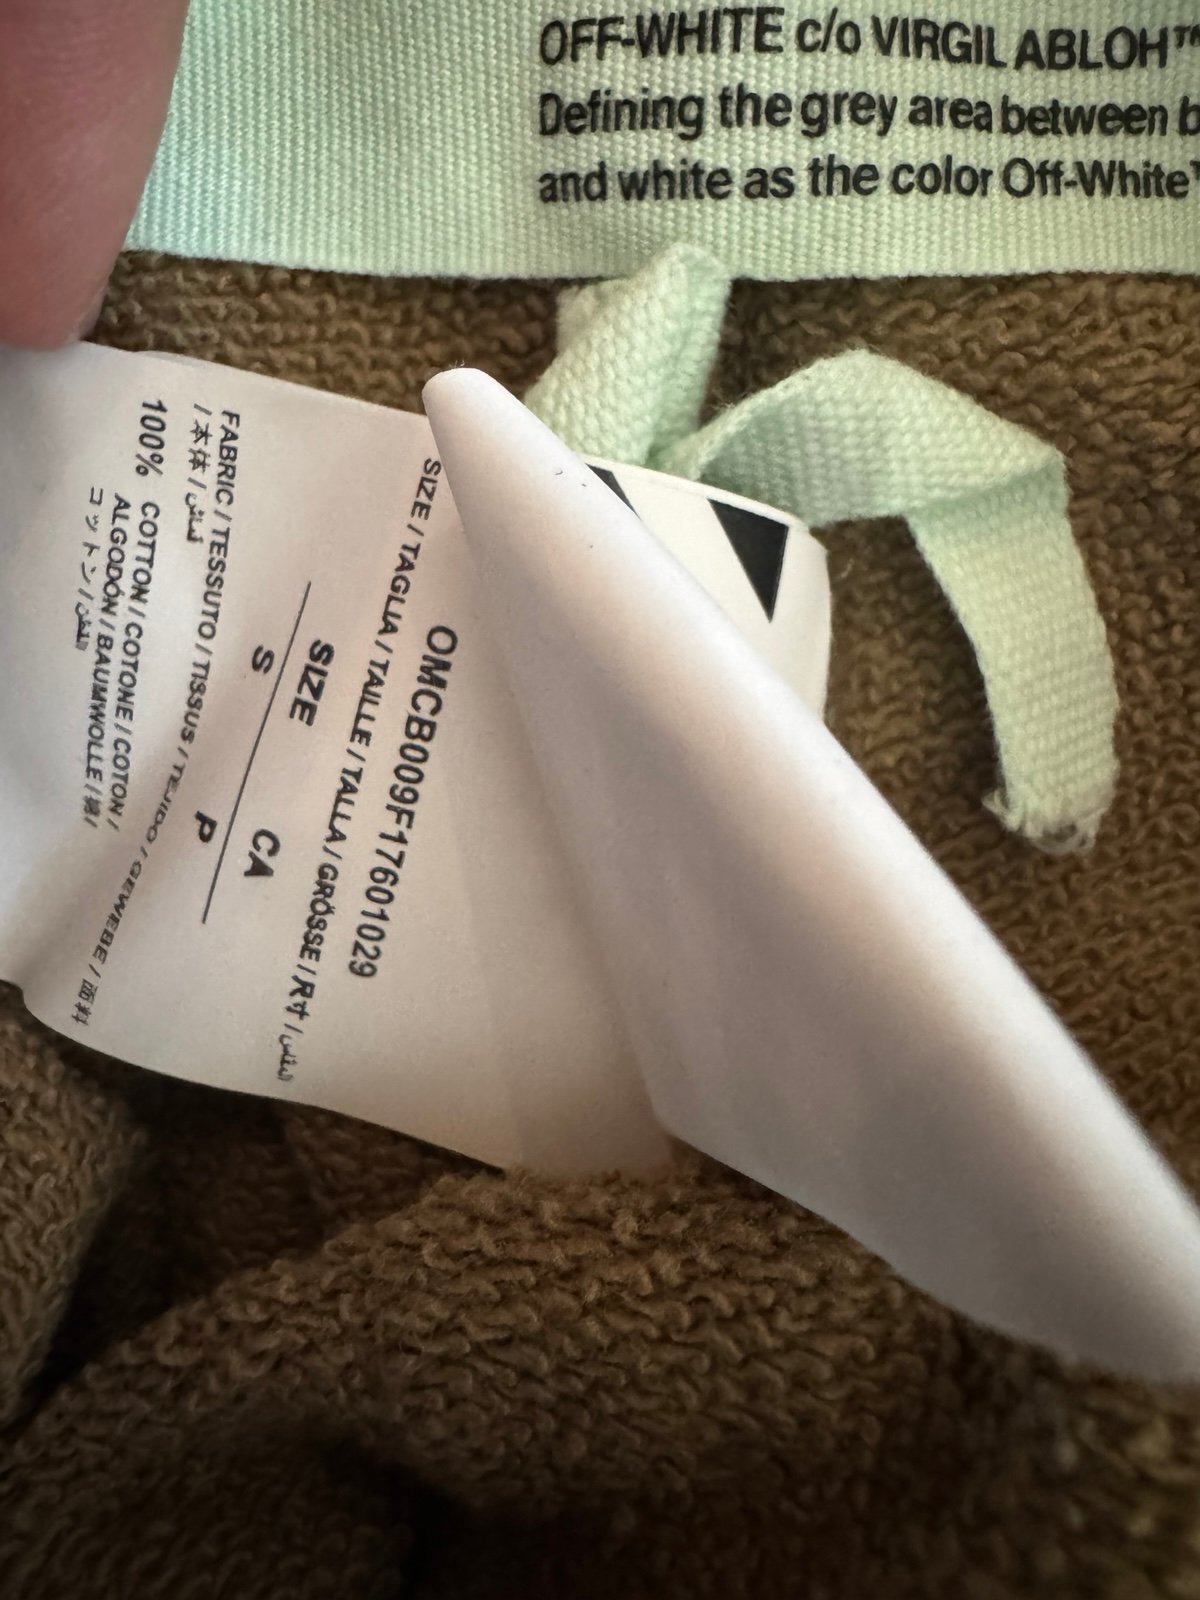 OFF-WHITE c/o VIRGIL ABLOH™
Defining the grey area between b
and white as the color Off-White™
OMCB009F17601029
SIZE / TAGLIA / TAILLE / TALLA / GRÖSSE / 尺寸 /
SIZE CA
S P
FABRIC / TESSUTO / TISSUS / TEJIDO / GEWEBE / 面料
/ 本体 / قماش
100% COTTON / COTONE / COTON /
ALGODÓN / BAUMWOLLE / 棉 /
コットン / القطن